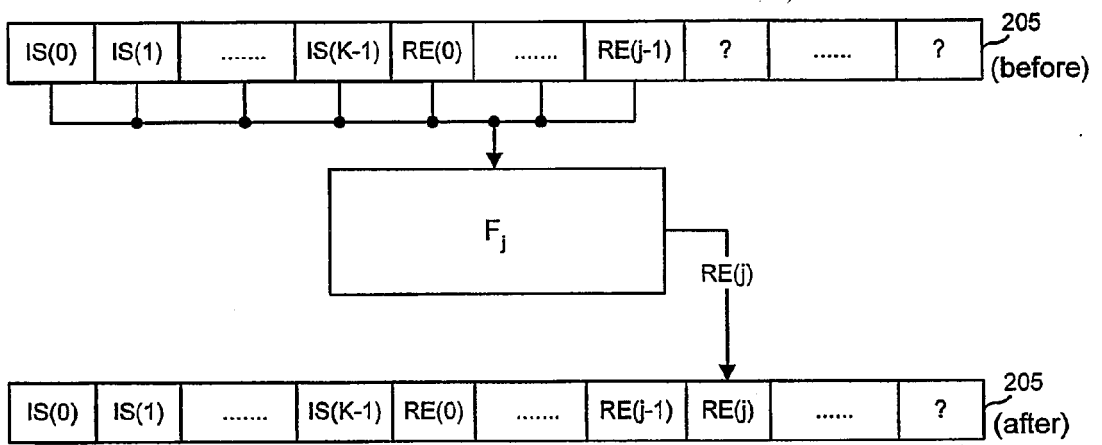 IS(0) IS(1) ....... IS(K-1) RE(0) ....... RE(j-1) ? ...... ? 205
(before)
Fj
RE(j)
IS(0) IS(1) ....... IS(K-1) RE(0) ....... RE(j-1) RE(j) ...... ? 205
(after)